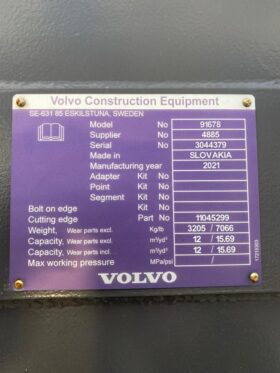 Volvo Construction Equipment
SE-631 85 ESKILSTUNA, SWEDEN
Model No 91678
Supplier No 4885
Serial No 3044379
Made in SLOVAKIA
Manufacturing year 2021
Adapter Kit No
Point Kit No
Segment Kit No
Bolt on edge Kit No
Cutting edge Part No 11045299
Weight, Wear parts excl. Kg/lb 3205 / 7066
Capacity, Wear parts excl. m³/yd³ 12 / 15.69
Capacity, Wear parts incl. m³/yd³ 12 / 15.69
Max working pressure MPa/psi /
VOLVO